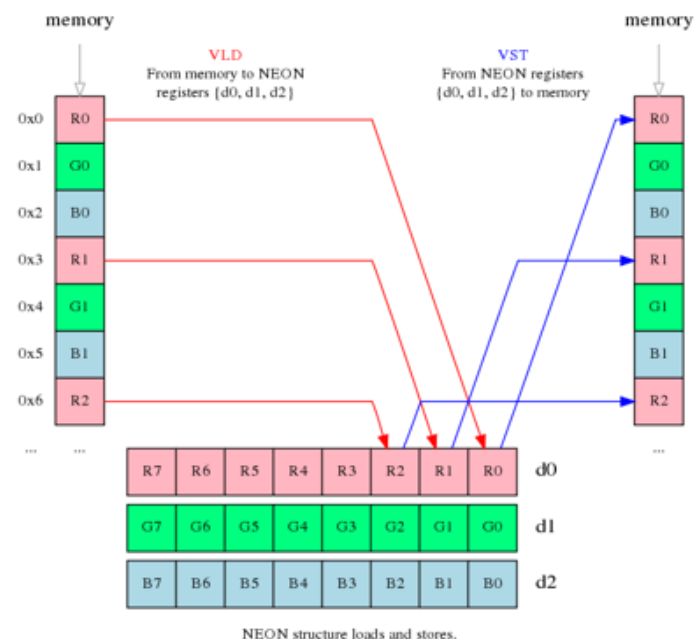 memory
memory
VLD
From memory to NEON
registers {d0, d1, d2}
VST
From NEON registers
{d0, d1, d2} to memory
0x0 R0 R0
0x1 G0 G0
0x2 B0 B0
0x3 R1 R1
0x4 G1 G1
0x5 B1 B1
0x6 R2 R2
... ... ...
R7 R6 R5 R4 R3 R2 R1 R0 d0
G7 G6 G5 G4 G3 G2 G1 G0 d1
B7 B6 B5 B4 B3 B2 B1 B0 d2
NEON structure loads and stores.